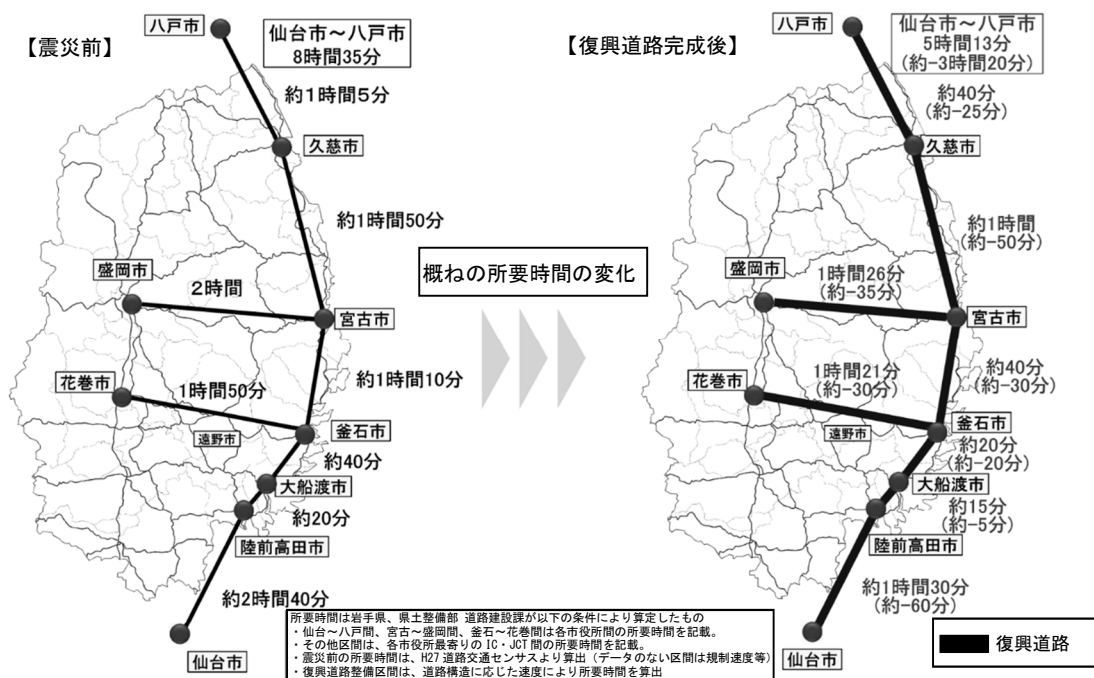 【震災前】
八戸市
仙台市～八戸市
8時間35分
約1時間5分
久慈市
約1時間50分
盛岡市
2時間
宮古市
花巻市
1時間50分
約1時間10分
遠野市
釜石市
約40分
大船渡市
約20分
陸前高田市
約2時間40分
仙台市
概ねの所要時間の変化
【復興道路完成後】
八戸市
仙台市～八戸市
5時間13分
(約-3時間20分)
約40分
(約-25分)
久慈市
約1時間
(約-50分)
盛岡市
1時間26分
(約-35分)
宮古市
花巻市
1時間21分
(約-30分)
約40分
(約-30分)
遠野市
釜石市
約20分
(約-20分)
大船渡市
約15分
(約-5分)
陸前高田市
約1時間30分
(約-60分)
仙台市
所要時間は岩手県、県土整備部 道路建設課が以下の条件により算定したもの
・仙台～八戸間、宮古～盛岡間、釜石～花巻間は各市役所間の所要時間を記載。
・その他区間は、各市役所最寄りの IC・JCT 間の所要時間を記載。
・震災前の所要時間は、H27 道路交通センサスより算出（データのない区間は規制速度等）
・復興道路整備区間は、道路構造に応じた速度により所要時間を算出
復興道路